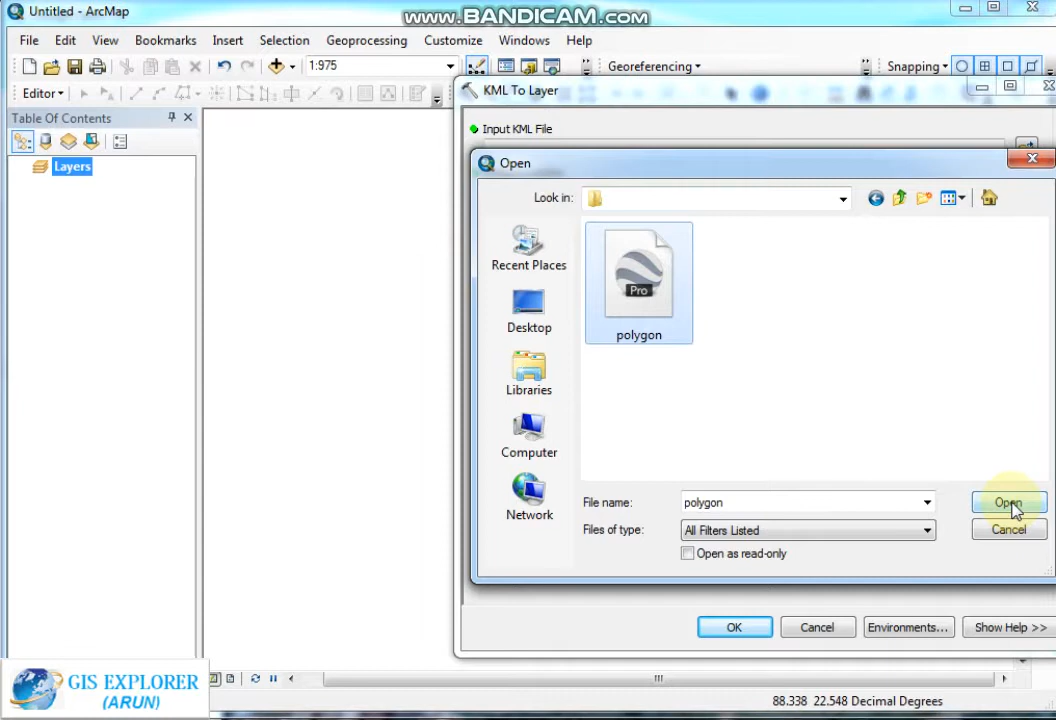 Untitled - ArcMap
www.BANDICAM.com
File Edit View Bookmarks Insert Selection Geoprocessing Customize Windows Help
1:975
Georeferencing
Snapping
Editor
KML To Layer
Table Of Contents
Layers
Input KML File
Open
Look in:
Recent Places
Desktop
Libraries
Computer
Network
Pro
polygon
File name:
polygon
Open
Files of type:
All Filters Listed
Cancel
Open as read-only
OK
Cancel
Environments...
Show Help >>
GIS EXPLORER
(ARUN)
88.338 22.548 Decimal Degrees